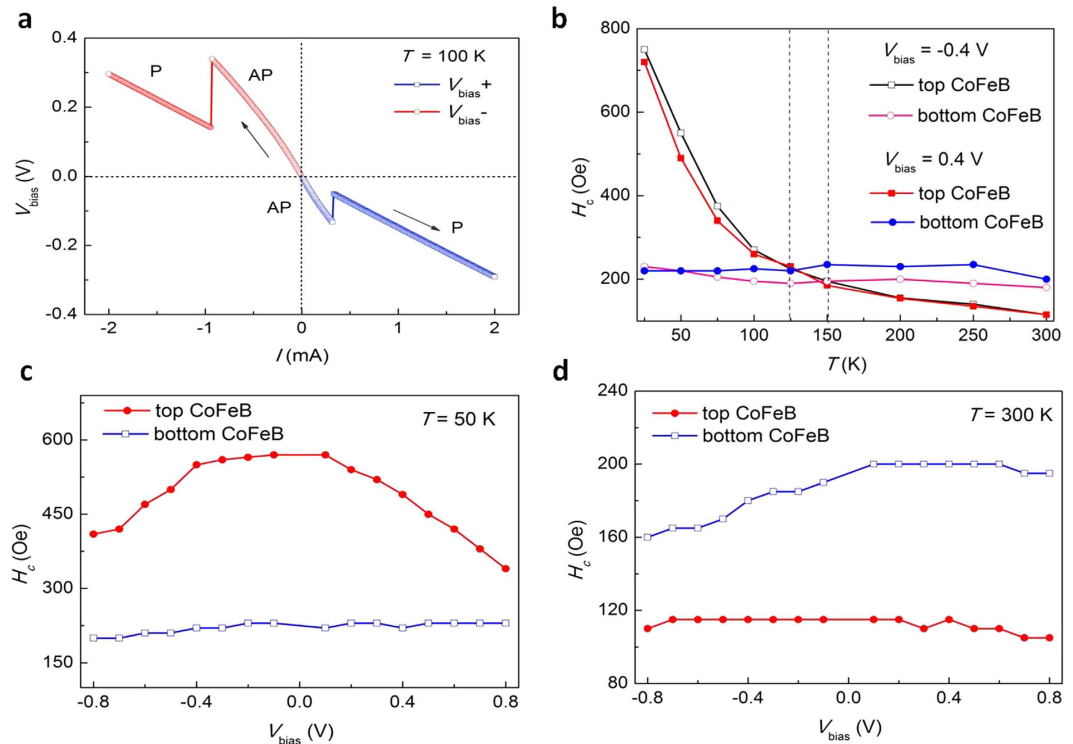 a
0.4
0.2
0.0
-0.2
-0.4
V_bias (V)
P
AP
T = 100 K
V_bias+
V_bias-
AP
P
-2
-1
0
1
2
I (mA)
b
800
600
400
200
H_c (Oe)
V_bias = -0.4 V
top CoFeB
bottom CoFeB
V_bias = 0.4 V
top CoFeB
bottom CoFeB
50
100
150
200
250
300
T (K)
c
600
450
300
150
H_c (Oe)
top CoFeB
bottom CoFeB
T = 50 K
-0.8
-0.4
0.0
0.4
0.8
V_bias (V)
d
240
200
160
120
80
H_c (Oe)
top CoFeB
bottom CoFeB
T = 300 K
-0.8
-0.4
0.0
0.4
0.8
V_bias (V)